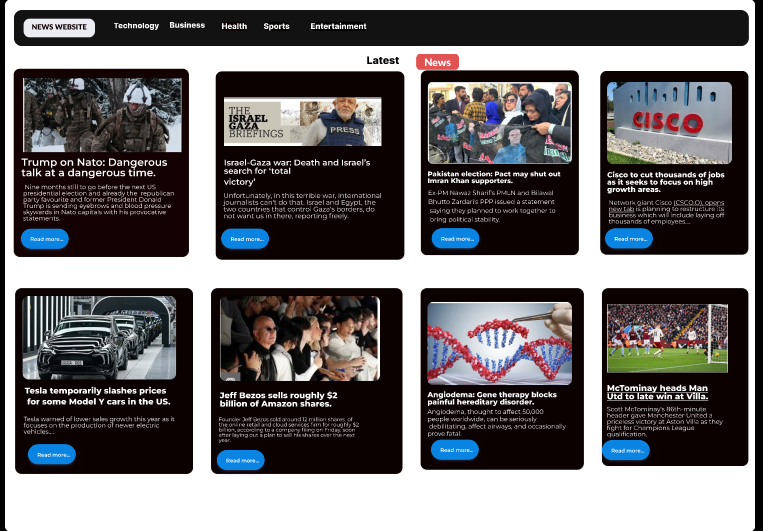 NEWS WEBSITE
Technology
Business
Health
Sports
Entertainment
Latest
News
Trump on Nato: Dangerous
talk at a dangerous time.
Nine months still to go before the next US
presidential election and already the republican
party favourite and former President Donald
Trump is sending eyebrows and blood pressure
skywards in Nato capitals with his provocative
statements.
Read more...
THE
ISRAEL
GAZA
BRIEFINGS
PRESS
Israel-Gaza war: Death and Israel's
search for 'total
victory'
Unfortunately, in this terrible war, international
journalists can't do that. Israel and Egypt, the
two countries that control Gaza's borders, do
not want us in there, reporting freely.
Read more...
Pakistan election: Pact may shut out
Imran Khan supporters.
Ex-PM Nawaz Sharif's PMLN and Bilawal
Bhutto Zardari's PPP issued a statement
saying they planned to work together to
bring political stability.
Read more...
CISCO
Cisco to cut thousands of jobs
as it seeks to focus on high
growth areas.
Network giant Cisco (CSCO.O), opens
new tab is planning to restructure its
business which will include laying off
thousands of employees...
Read more...
Tesla temporarily slashes prices
for some Model Y cars in the US.
Tesla warned of lower sales growth this year as it
focuses on the production of newer electric
vehicles...
Read more...
Jeff Bezos sells roughly $2
billion of Amazon shares.
Founder Jeff Bezos sold around 12 million shares of
the online retail and cloud services firm for roughly $2
billion, according to a company filing on Friday, soon
after laying out a plan to sell his shares over the next
year.
Read more...
Angiodema: Gene therapy blocks
painful hereditary disorder.
Angiodema, thought to affect 50,000
people worldwide, can be seriously
debilitating, affect airways, and occasionally
prove fatal.
Read more...
McTominay heads Man
Utd to late win at Villa.
Scott McTominay's 86th-minute
header gave Manchester United a
priceless victory at Aston Villa as they
fight for Champions League
qualification.
Read more...